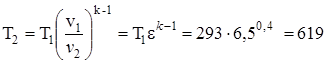 T₂ = T₁(v₁/v₂)^(k-1) = T₁ε^(k-1) = 293 · 6,5^(0,4) = 619